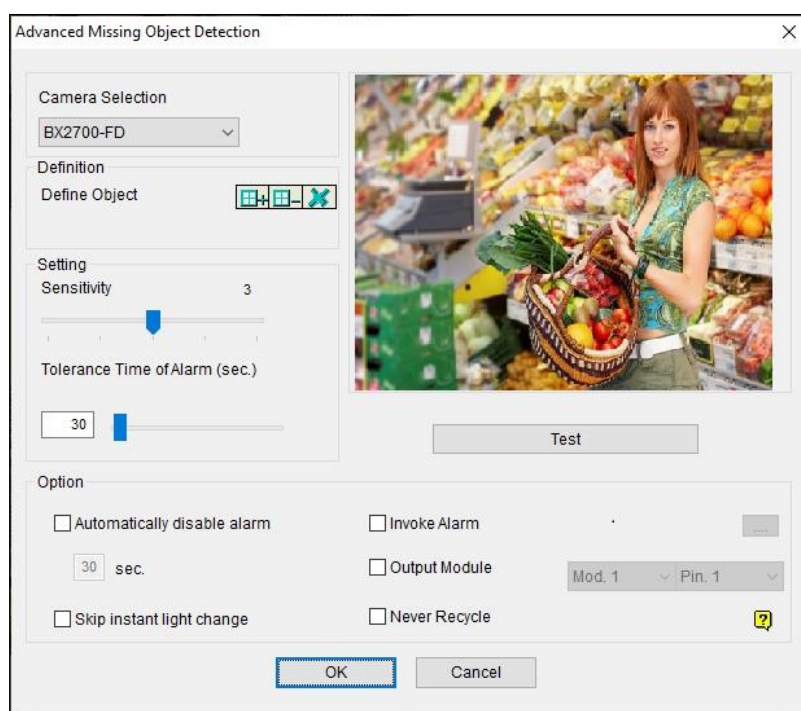 Advanced Missing Object Detection
Camera Selection
BX2700-FD
Definition
Define Object
Setting
Sensitivity 3
Tolerance Time of Alarm (sec.)
30
Test
Option
Automatically disable alarm
30 sec.
Skip instant light change
Invoke Alarm ...
Output Module Mod. 1 Pin. 1
Never Recycle
?
OK Cancel